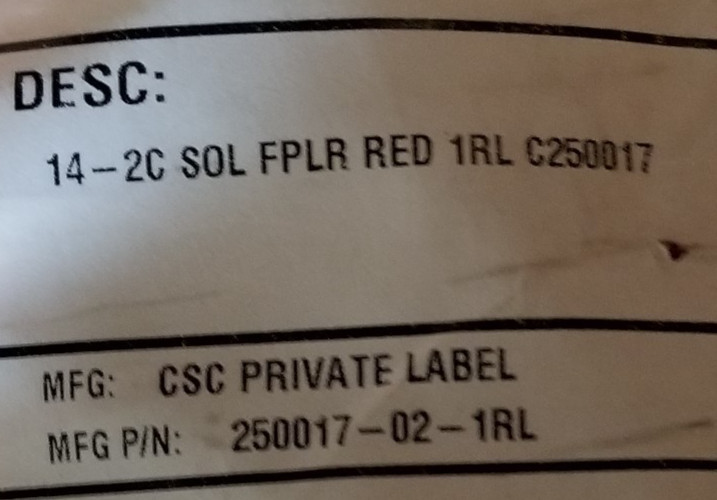 DESC:
14-2C SOL FPLR RED 1RL C250017
MFG: CSC PRIVATE LABEL
MFG P/N: 250017-02-1RL